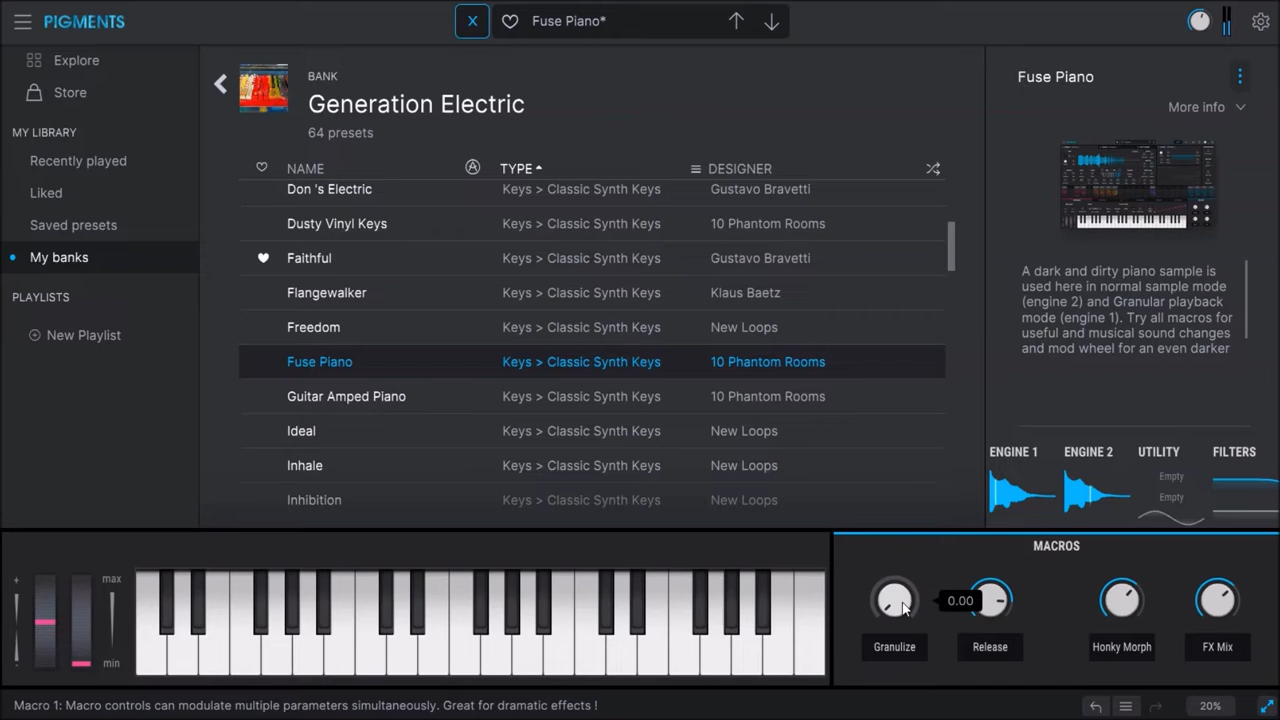 PIGMENTS
X
Fuse Piano*
Explore
Store
MY LIBRARY
Recently played
Liked
Saved presets
My banks
PLAYLISTS
New Playlist
BANK
Generation Electric
64 presets
NAME TYPE DESIGNER
Don 's Electric Keys > Classic Synth Keys Gustavo Bravetti
Dusty Vinyl Keys Keys > Classic Synth Keys 10 Phantom Rooms
Faithful Keys > Classic Synth Keys Gustavo Bravetti
Flangewalker Keys > Classic Synth Keys Klaus Baetz
Freedom Keys > Classic Synth Keys New Loops
Fuse Piano Keys > Classic Synth Keys 10 Phantom Rooms
Guitar Amped Piano Keys > Classic Synth Keys 10 Phantom Rooms
Ideal Keys > Classic Synth Keys New Loops
Inhale Keys > Classic Synth Keys New Loops
Inhibition Keys > Classic Synth Keys New Loops
Fuse Piano
More info
A dark and dirty piano sample is
used here in normal sample mode
(engine 2) and Granular playback
mode (engine 1). Try all macros for
useful and musical sound changes
and mod wheel for an even darker
ENGINE 1 ENGINE 2 UTILITY FILTERS
Empty
Empty
+
-
max
min
MACROS
0.00
Granulize Release Honky Morph FX Mix
Macro 1: Macro controls can modulate multiple parameters simultaneously. Great for dramatic effects !
20%